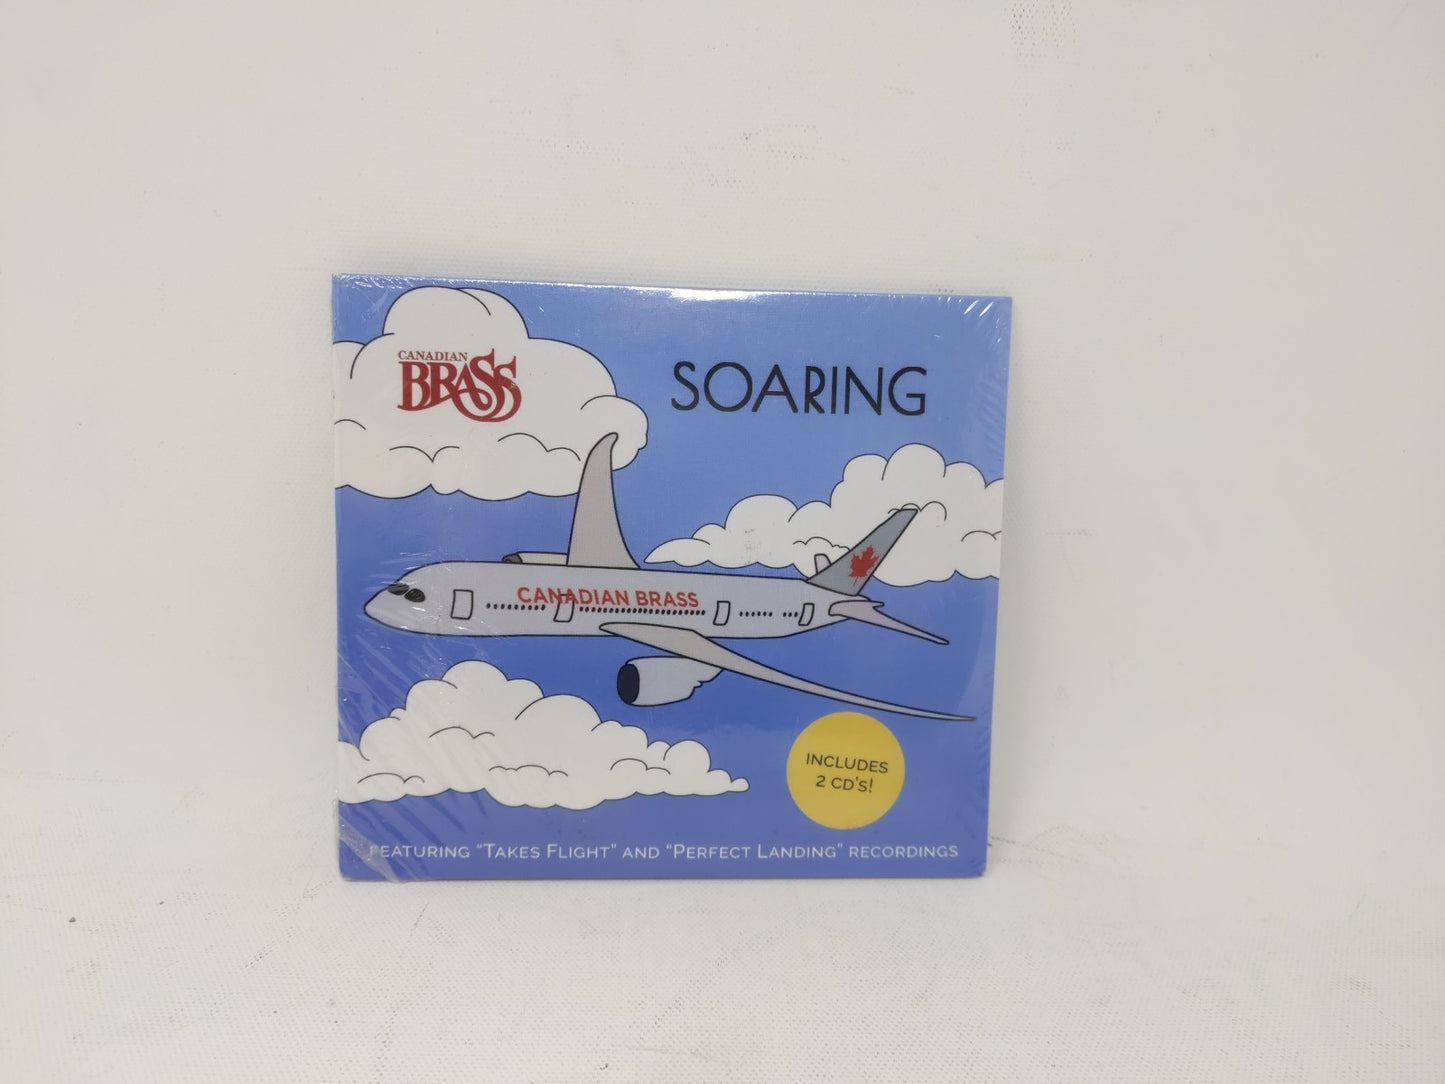 CANADIAN
BRASS
SOARING
CANADIAN BRASS
INCLUDES
2 CD'S!
FEATURING "TAKES FLIGHT" AND "PERFECT LANDING" RECORDINGS